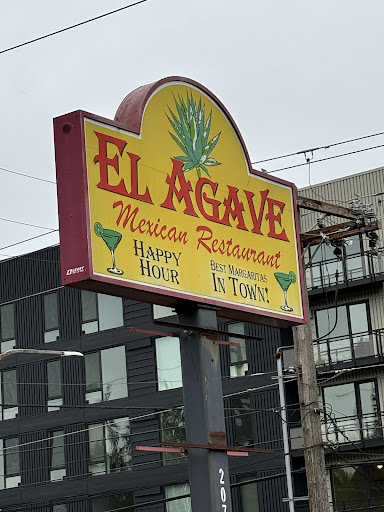 EL AGAVE
Mexican Restaurant
HAPPY
HOUR
BEST MARGARITAS
IN TOWN!